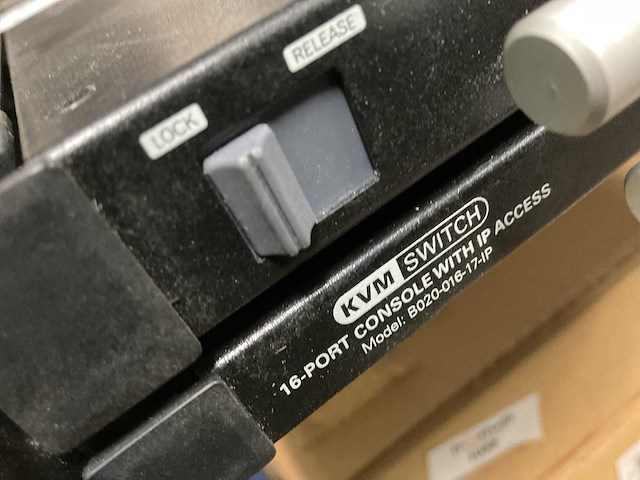 RELEASE
LOCK
KVM SWITCH
16-PORT CONSOLE WITH IP ACCESS
Model: B020-016-17-IP